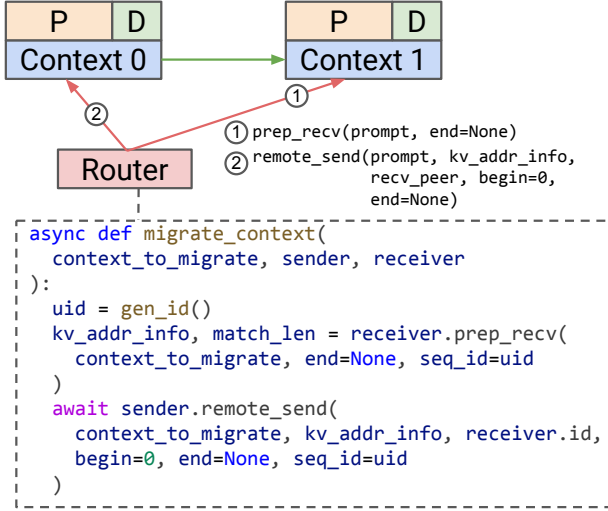 P D P D
Context 0 Context 1
①
②
① prep_recv(prompt, end=None)
② remote_send(prompt, kv_addr_info,
recv_peer, begin=0,
end=None)
Router
async def migrate_context(
  context_to_migrate, sender, receiver
):
  uid = gen_id()
  kv_addr_info, match_len = receiver.prep_recv(
    context_to_migrate, end=None, seq_id=uid
  )
  await sender.remote_send(
    context_to_migrate, kv_addr_info, receiver.id,
    begin=0, end=None, seq_id=uid
  )